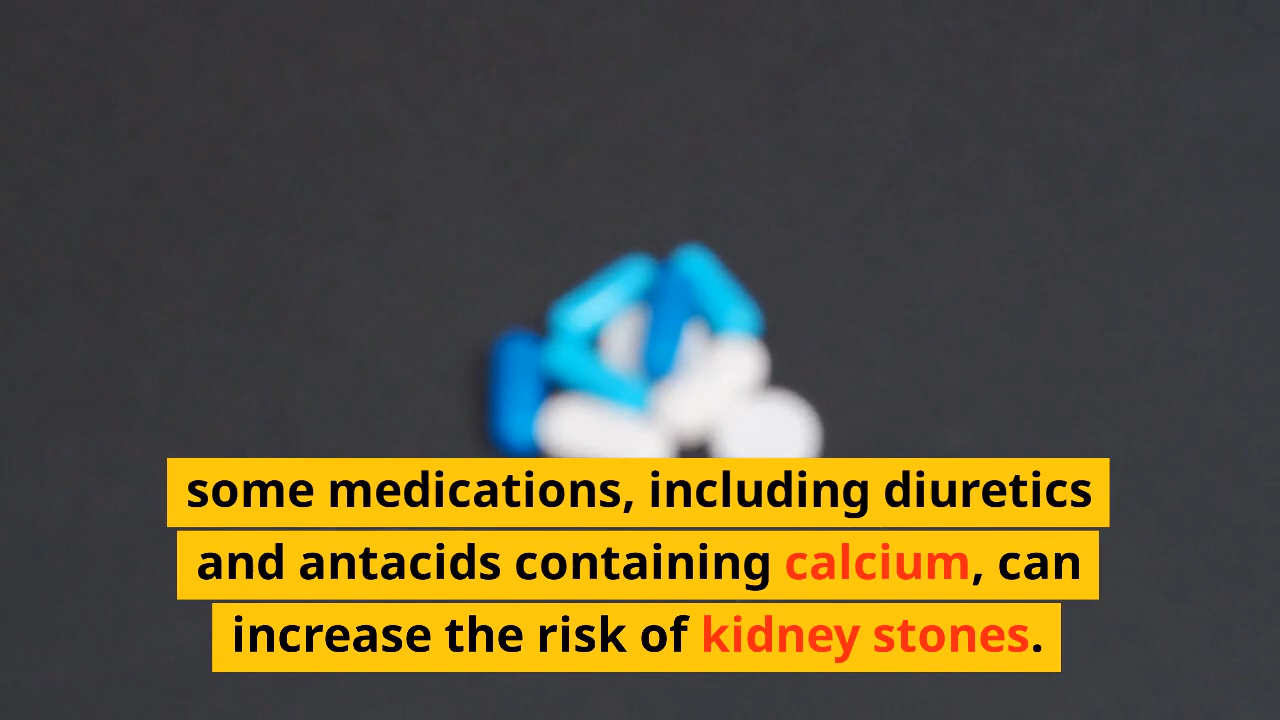 some medications, including diuretics
and antacids containing calcium, can
increase the risk of kidney stones.